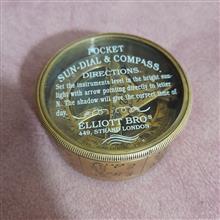 POCKET
SUN-DIAL & COMPASS
DIRECTIONS
Set the instruments level in the bright sun-
light with arrow pointing directly to letter
N. The shadow will give the correct time of
day.
ELLIOTT BROS
449, STRAND LONDON